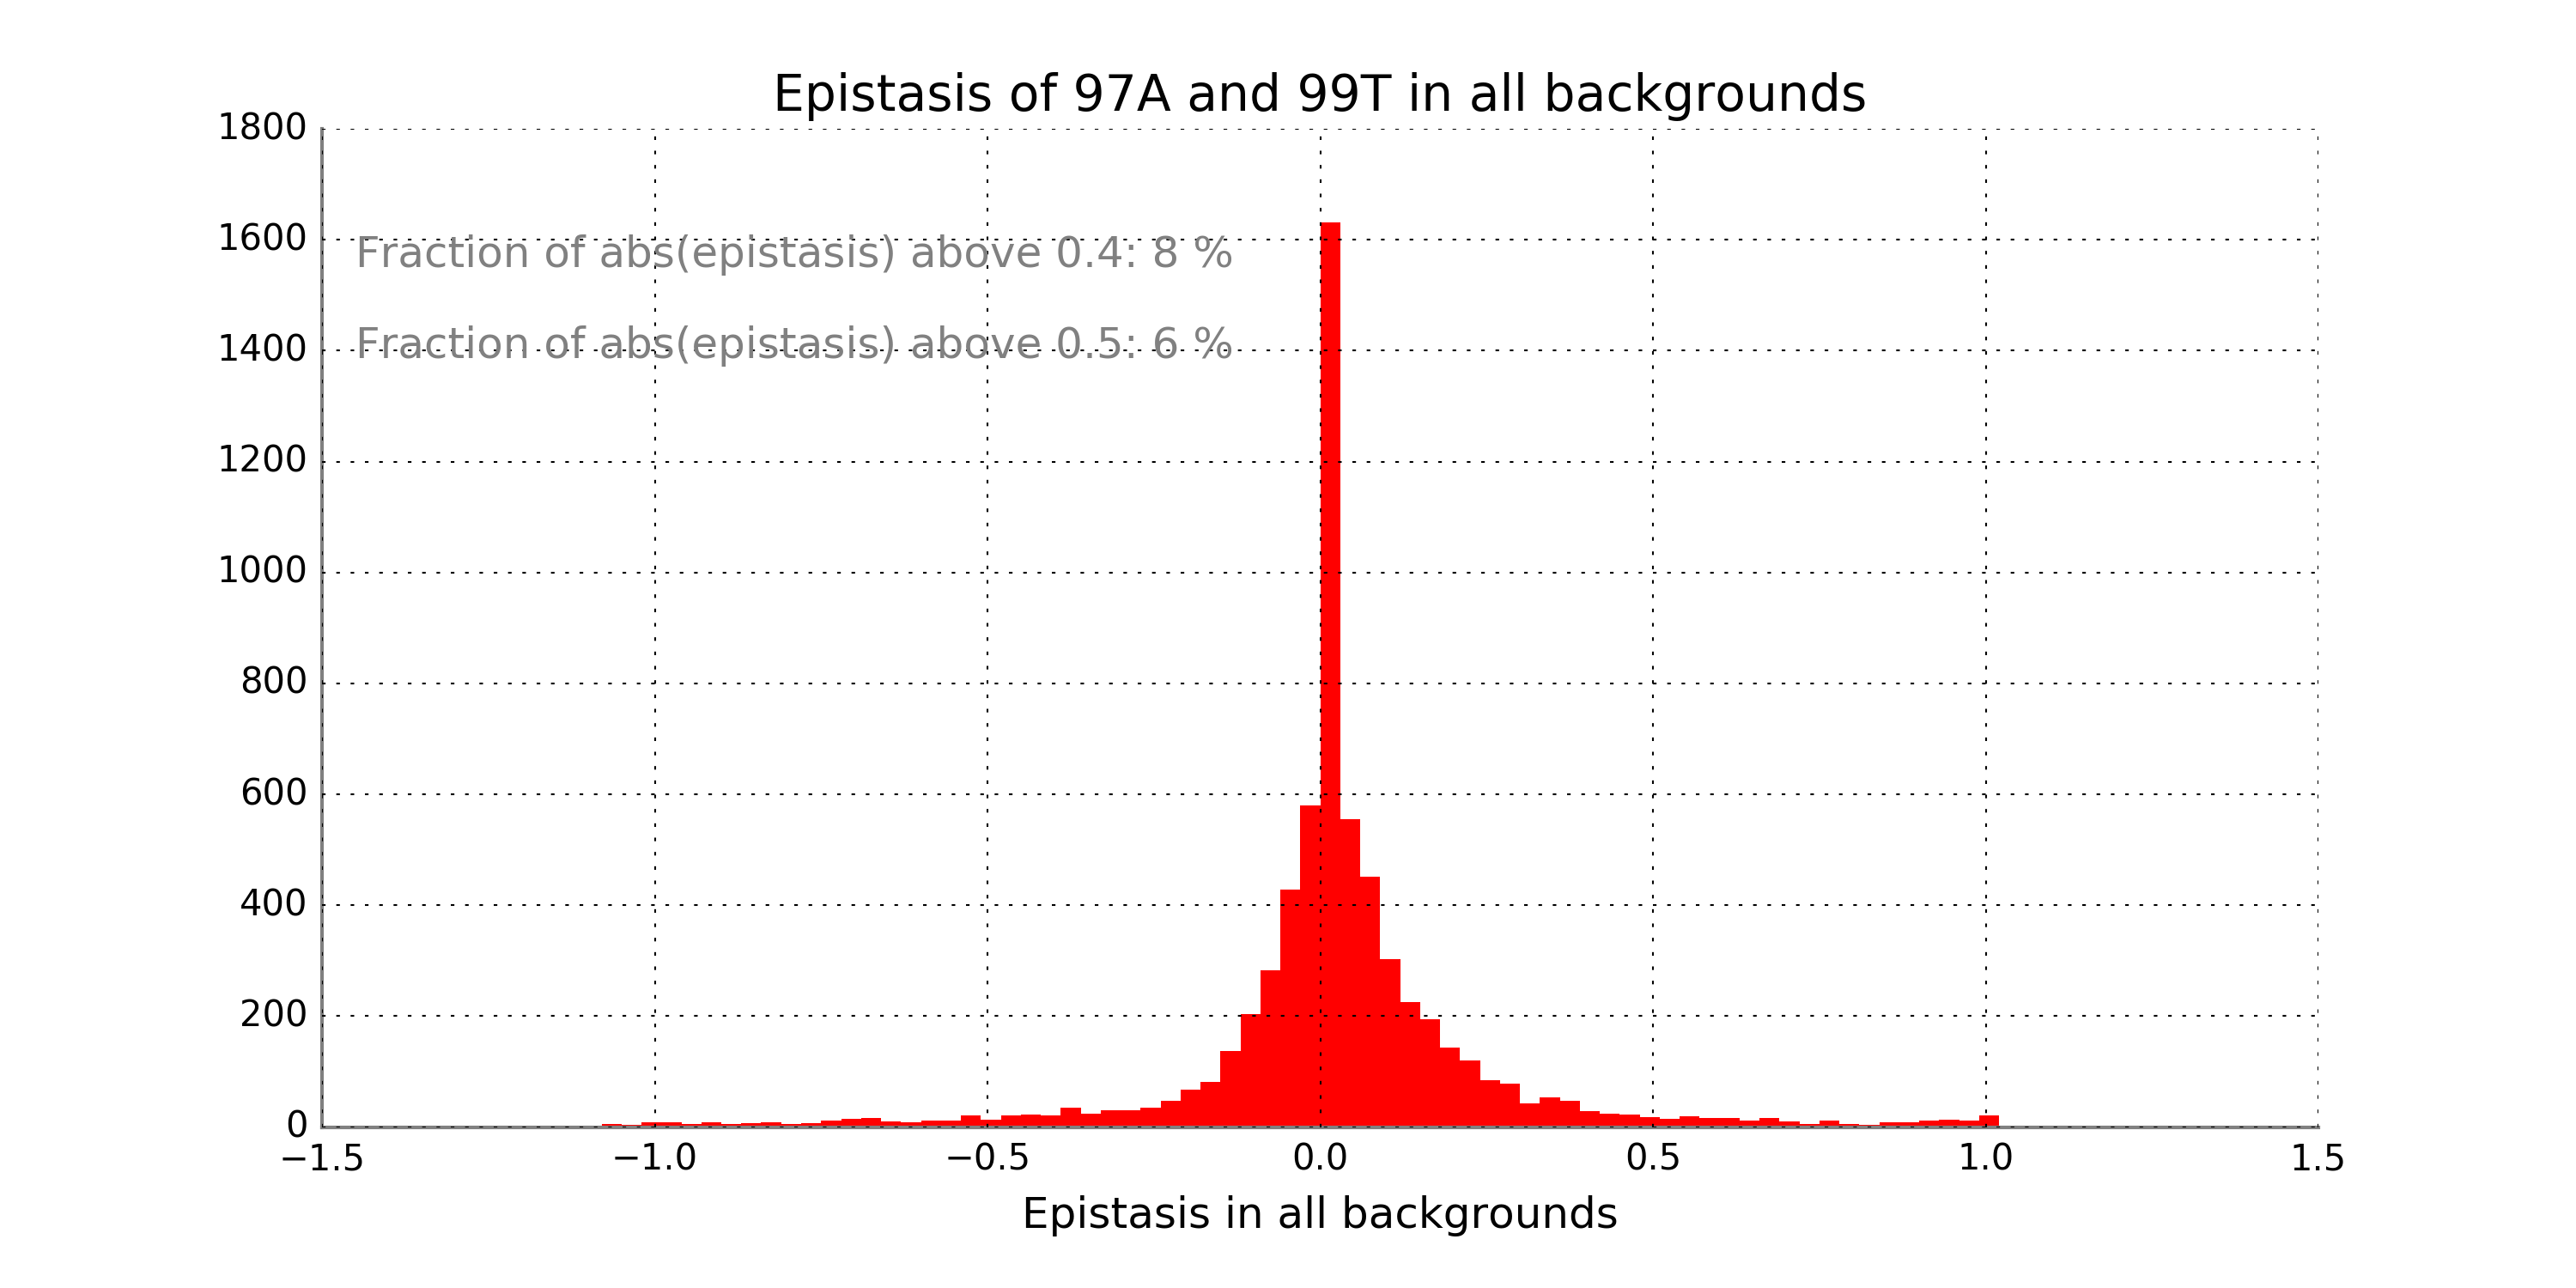 Epistasis of 97A and 99T in all backgrounds
1800
1600
Fraction of abs(epistasis) above 0.4: 8 %
1400
Fraction of abs(epistasis) above 0.5: 6 %
1200
1000
800
600
400
200
0
−1.5 −1.0 −0.5 0.0 0.5 1.0 1.5
Epistasis in all backgrounds